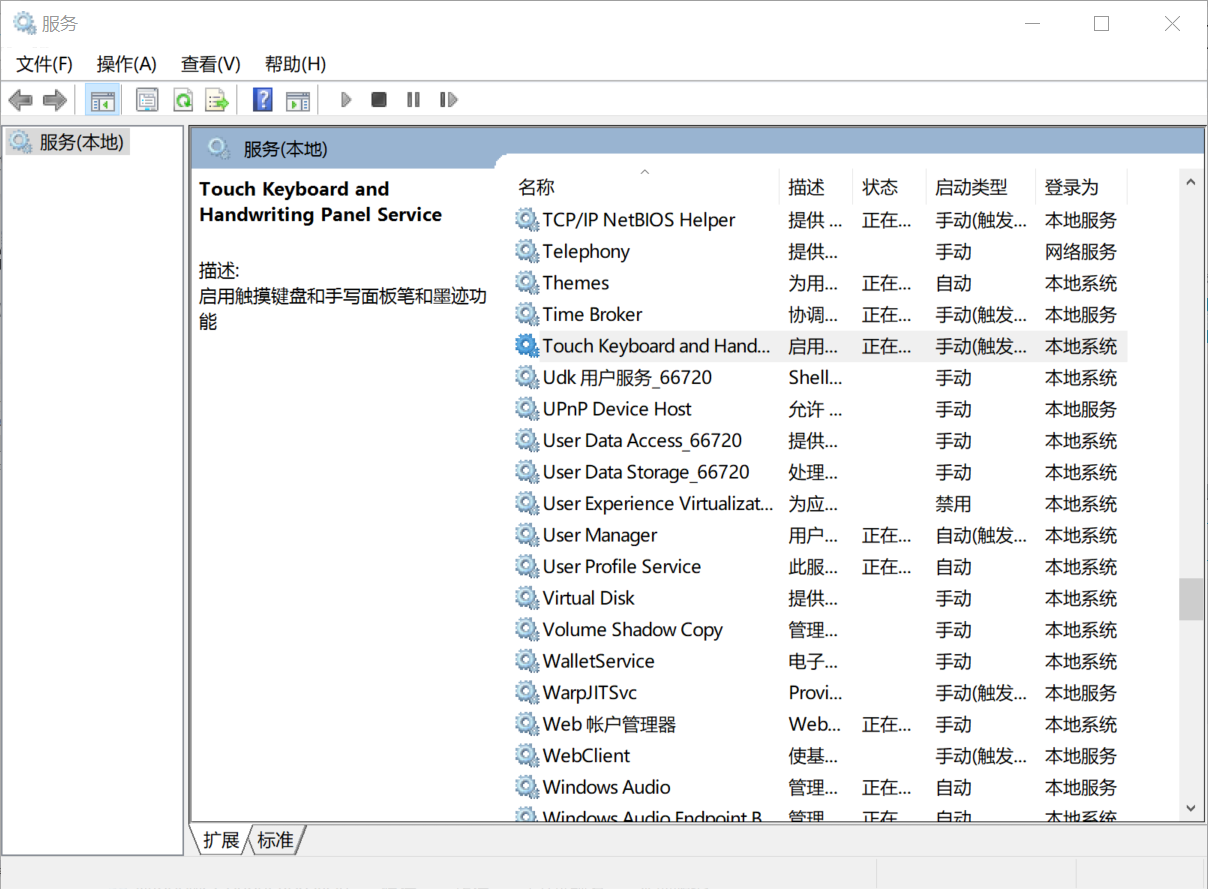 服务
文件(F) 操作(A) 查看(V) 帮助(H)
服务(本地)
服务(本地)
Touch Keyboard and
Handwriting Panel Service
描述:
启用触摸键盘和手写面板笔和墨迹功
能
名称 描述 状态 启动类型 登录为
TCP/IP NetBIOS Helper 提供 ... 正在... 手动(触发... 本地服务
Telephony 提供... 手动 网络服务
Themes 为用... 正在... 自动 本地系统
Time Broker 协调... 正在... 手动(触发... 本地服务
Touch Keyboard and Hand... 启用... 正在... 手动(触发... 本地系统
Udk 用户服务_66720 Shell... 手动 本地系统
UPnP Device Host 允许 ... 手动 本地服务
User Data Access_66720 提供... 手动 本地系统
User Data Storage_66720 处理... 手动 本地系统
User Experience Virtualizat... 为应... 禁用 本地系统
User Manager 用户... 正在... 自动(触发... 本地系统
User Profile Service 此服... 正在... 自动 本地系统
Virtual Disk 提供... 手动 本地系统
Volume Shadow Copy 管理... 手动 本地系统
WalletService 电子... 手动 本地系统
WarpJITSvc Provi... 手动(触发... 本地服务
Web 帐户管理器 Web... 正在... 手动 本地系统
WebClient 使基... 手动(触发... 本地服务
Windows Audio 管理... 正在... 自动 本地服务
Windows Audio Endpoint B 管理 正在 自动 本地系统
扩展 标准